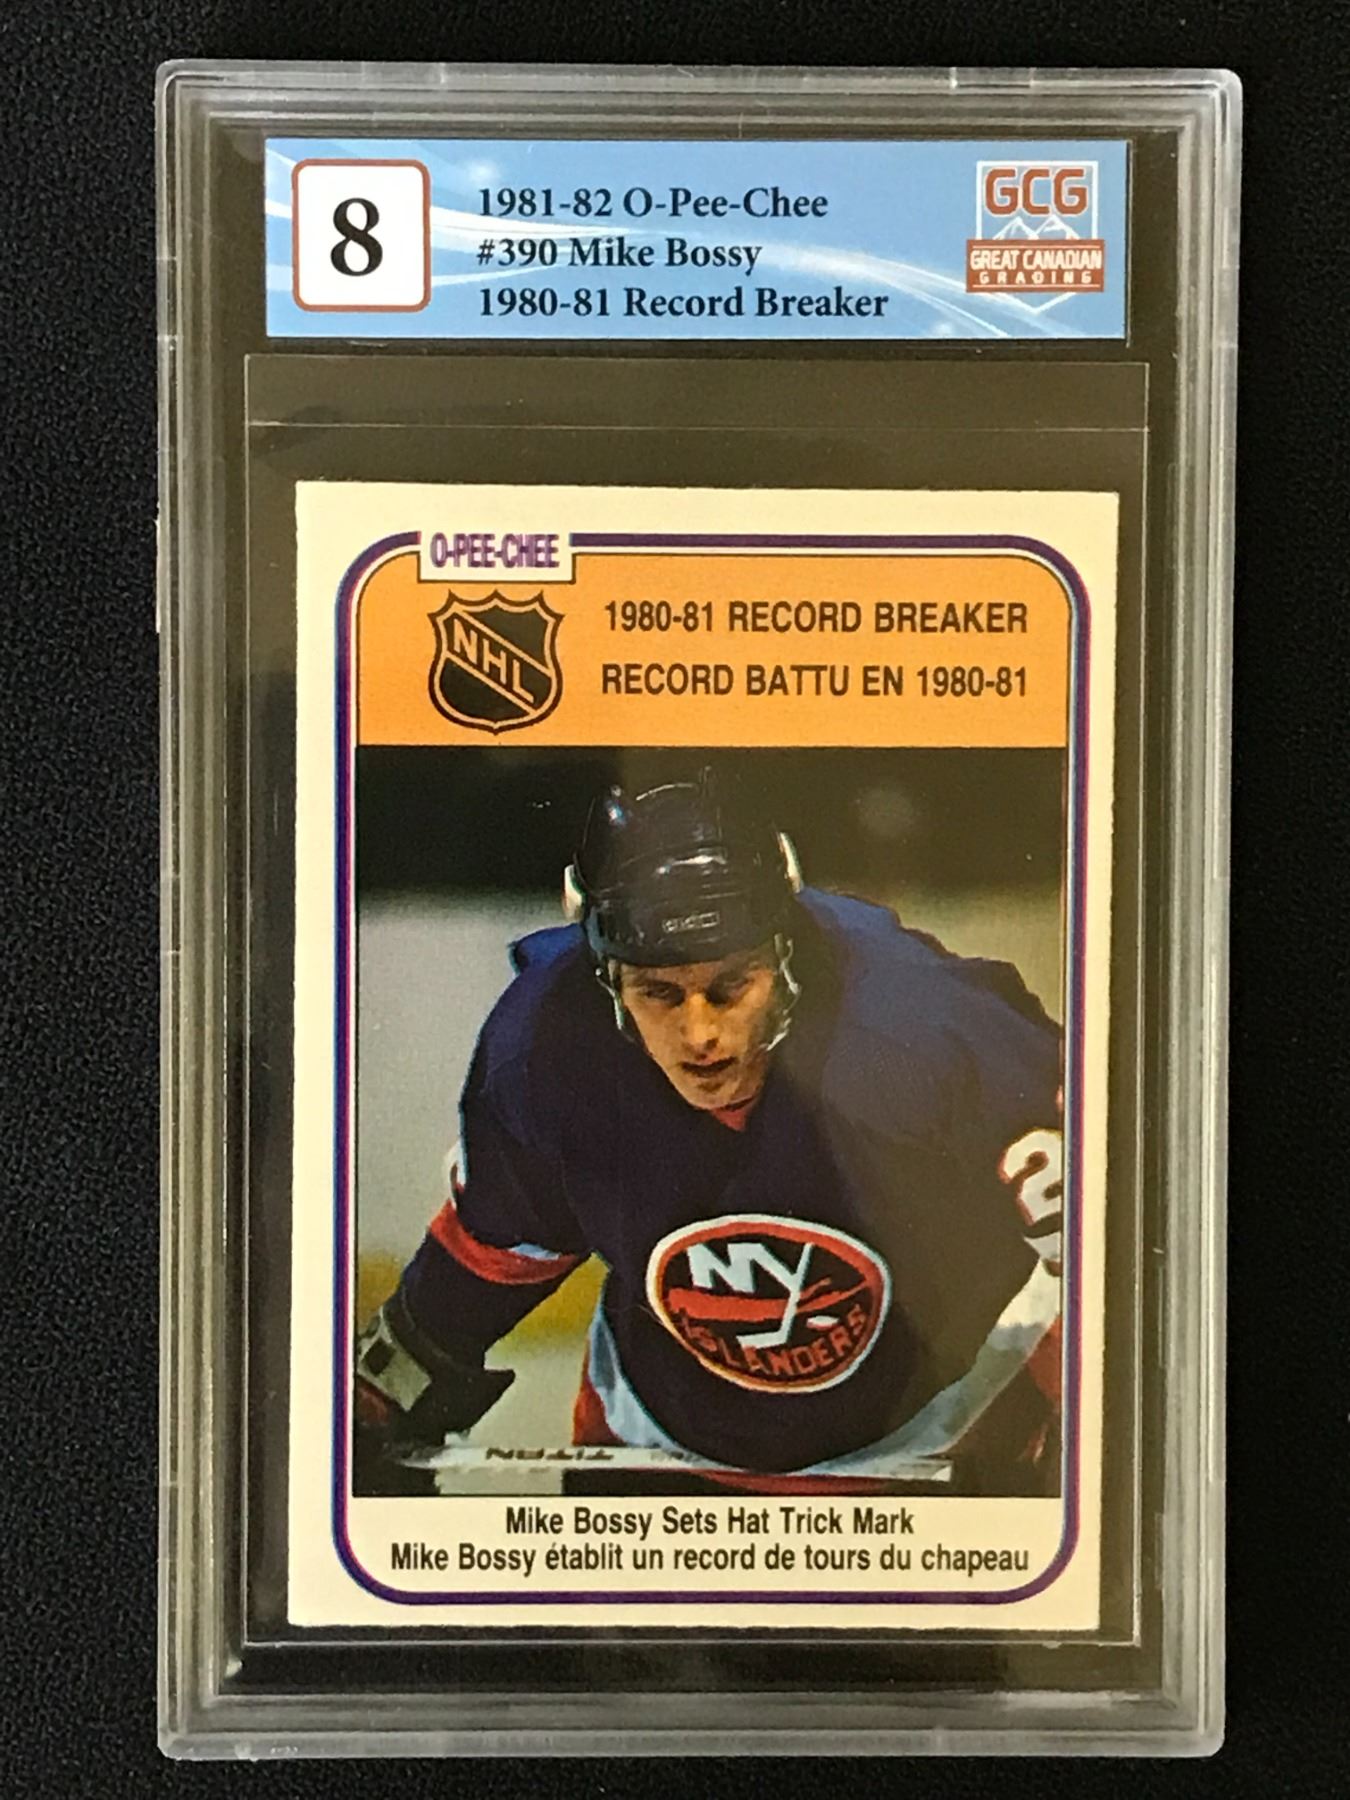 8
1981-82 O-Pee-Chee
#390 Mike Bossy
1980-81 Record Breaker
GCG
GREAT CANADIAN
GRADING
O-PEE-CHEE
NHL
1980-81 RECORD BREAKER
RECORD BATTU EN 1980-81
2
NY
ISLANDERS
TITAN
Mike Bossy Sets Hat Trick Mark
Mike Bossy établit un record de tours du chapeau